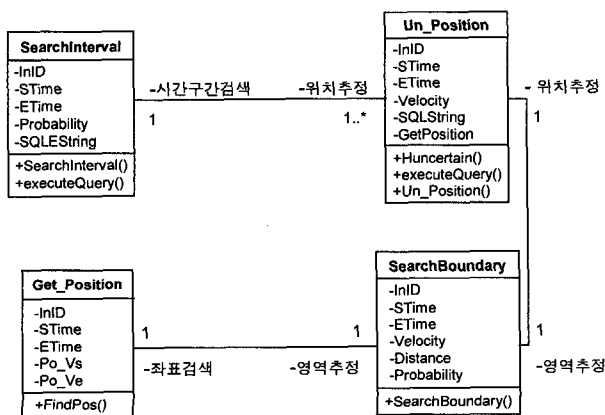 SearchInterval
-InID
-STime
-ETime
-Probability
-SQLEString
+SearchInterval()
+executeQuery()
-시간구간검색
1
-위치추정
1..*
Un_Position
-InID
-STime
-ETime
-Velocity
-SQLString
-GetPosition
+Huncertain()
+executeQuery()
+Un_Position()
- 위치추정
1
Get_Position
-InID
-STime
-ETime
-Po_Vs
-Po_Ve
+FindPos()
1
-좌표검색
1
-영역추정
SearchBoundary
-InID
-STime
-ETime
-Velocity
-Distance
-Probability
+SearchBoundary()
1
-영역추정